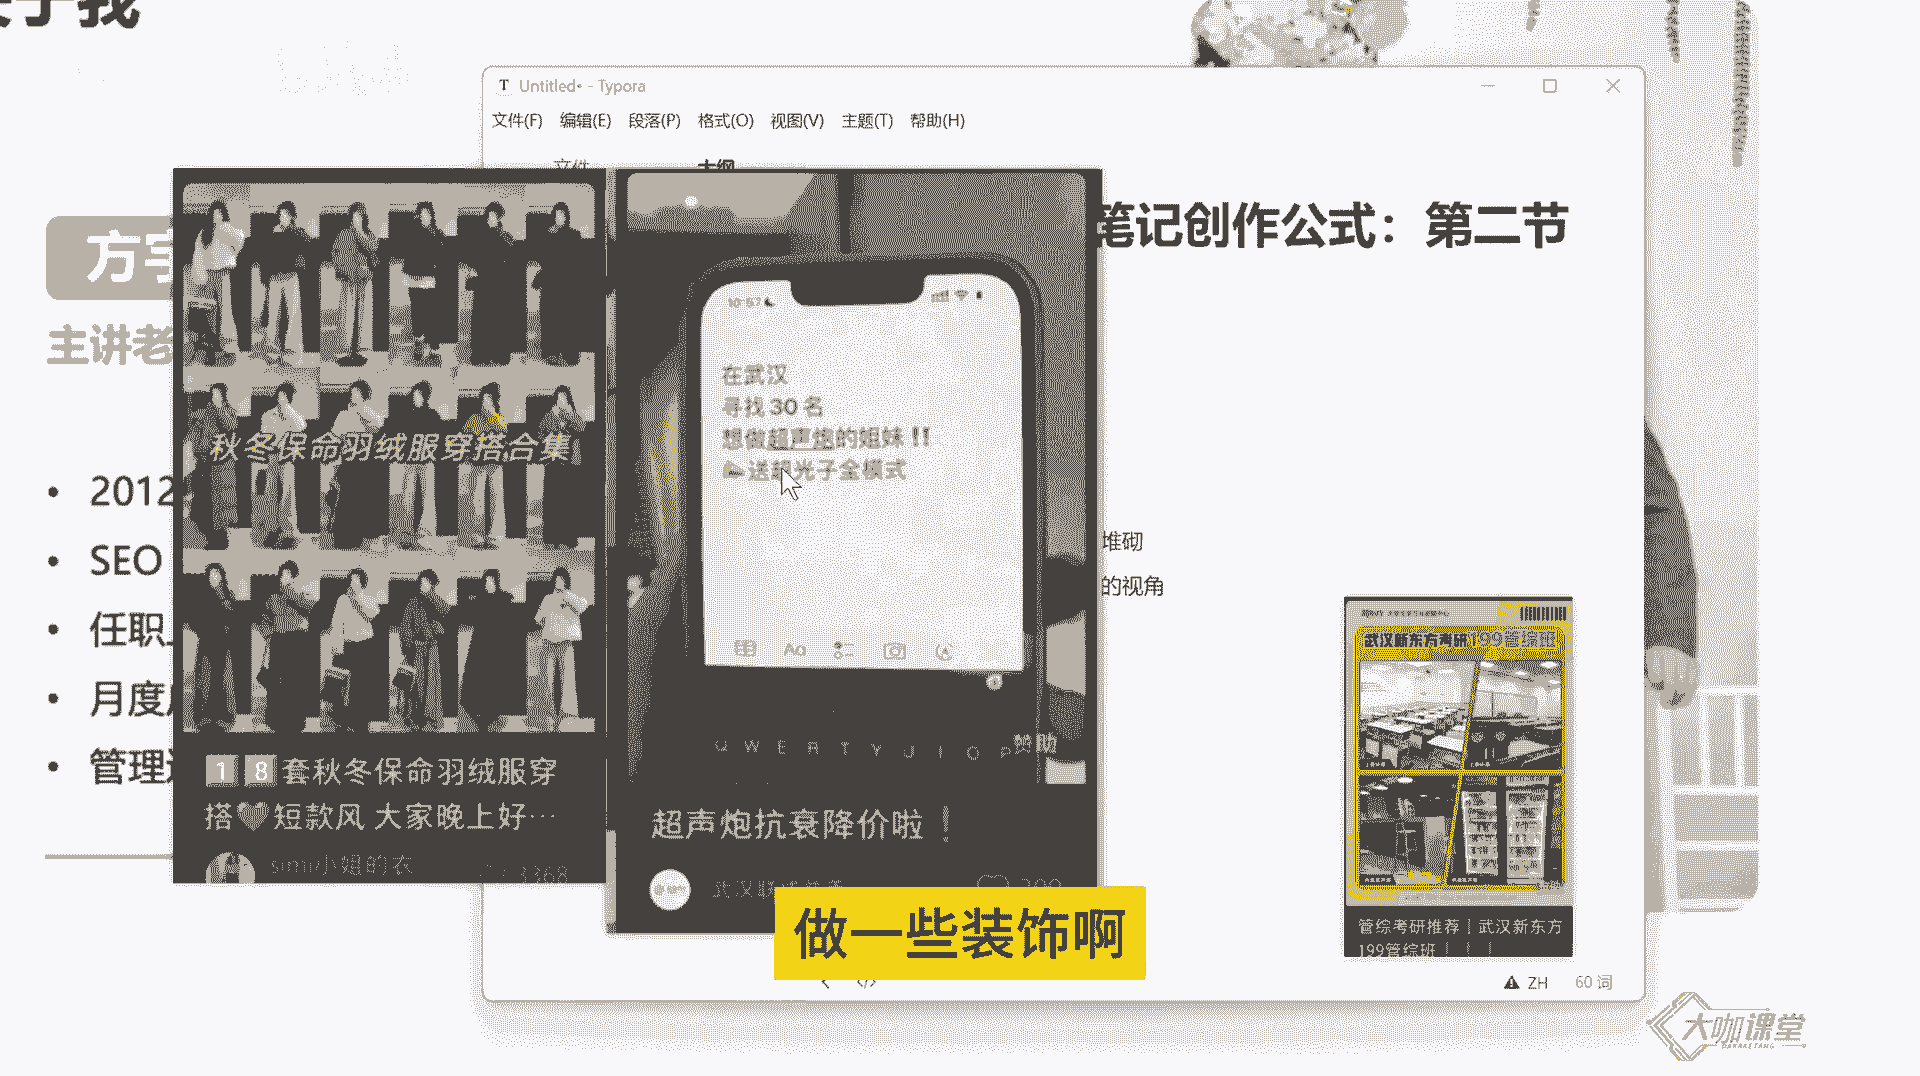 关于我
Untitled• - Typora
文件(F) 编辑(E) 段落(P) 格式(O) 视图(V) 主题(T) 帮助(H)
文件 大纲
笔记创作公式：第二节
方宇
主讲老
2012
SEO
任职
月度
管理
秋冬保命羽绒服穿搭合集
18套秋冬保命羽绒服穿
搭🖤短款风 大家晚上好…
simi小姐的衣
3368
10:57
在武汉
寻找 30 名
想做超声炮的姐妹 !!
送超光子全模式
Aa
Q W E R T Y U I O P
赞助
超声炮抗衰降价啦！
堆砌
的视角
武汉新东方考研199管综班
管综考研推荐｜武汉新东方
199管综班
做一些装饰啊
ZH 60 词
大咖课堂
DAKAKETANG